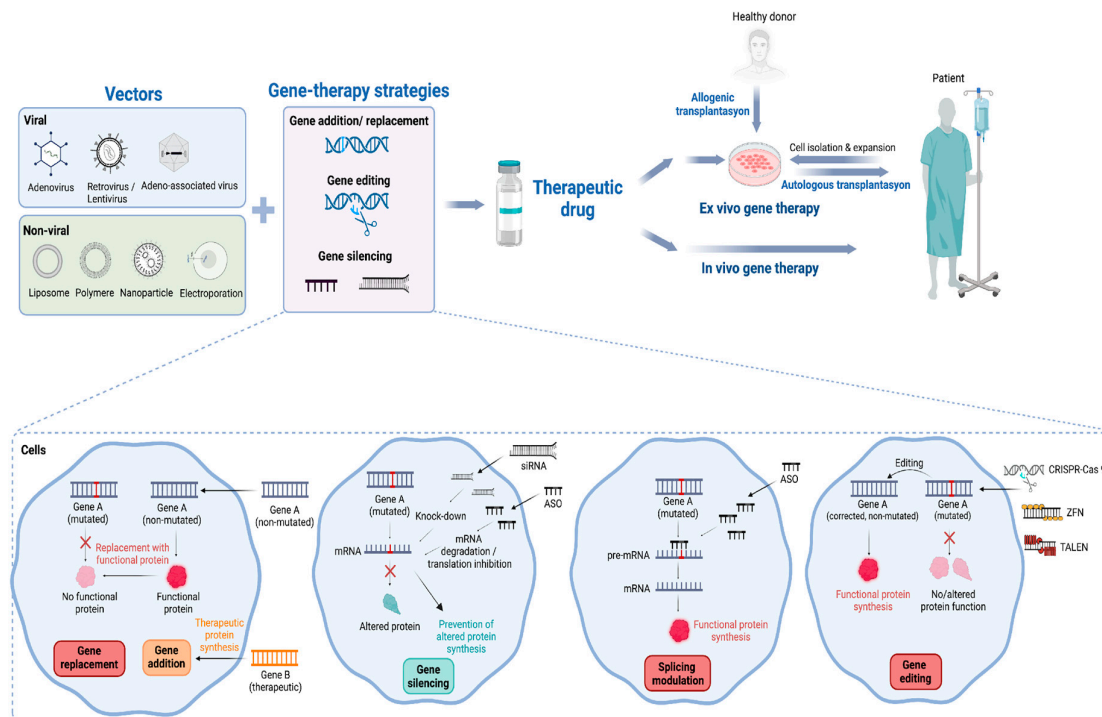 Healthy donor
Vectors
Gene-therapy strategies
Patient
Viral
Gene addition/ replacement
Allogenic
transplantasyon
Adenovirus
Retrovirus /
Lentivirus
Adeno-associated virus
Gene editing
Therapeutic
drug
Cell isolation & expansion
Autologous transplantasyon
Ex vivo gene therapy
Non-viral
Gene silencing
In vivo gene therapy
Liposome
Polymere
Nanoparticle
Electroporation
Cells
Gene A
(mutated)
Gene A
(non-mutated)
Gene A
(non-mutated)
Replacement with
functional protein
No functional
protein
Functional
protein
Therapeutic
protein
synthesis
Gene
replacement
Gene
addition
Gene B
(therapeutic)
siRNA
Gene A
(mutated)
ASO
Knock-down
mRNA
mRNA
degradation /
translation inhibition
Altered protein
Prevention of
altered protein
synthesis
Gene
silencing
ASO
Gene A
(mutated)
pre-mRNA
mRNA
Functional protein
synthesis
Splicing
modulation
Editing
CRISPR-Cas
Gene A
(corrected, non-mutated)
Gene A
(mutated)
ZFN
TALEN
Functional protein
synthesis
No/altered
protein function
Gene
editing